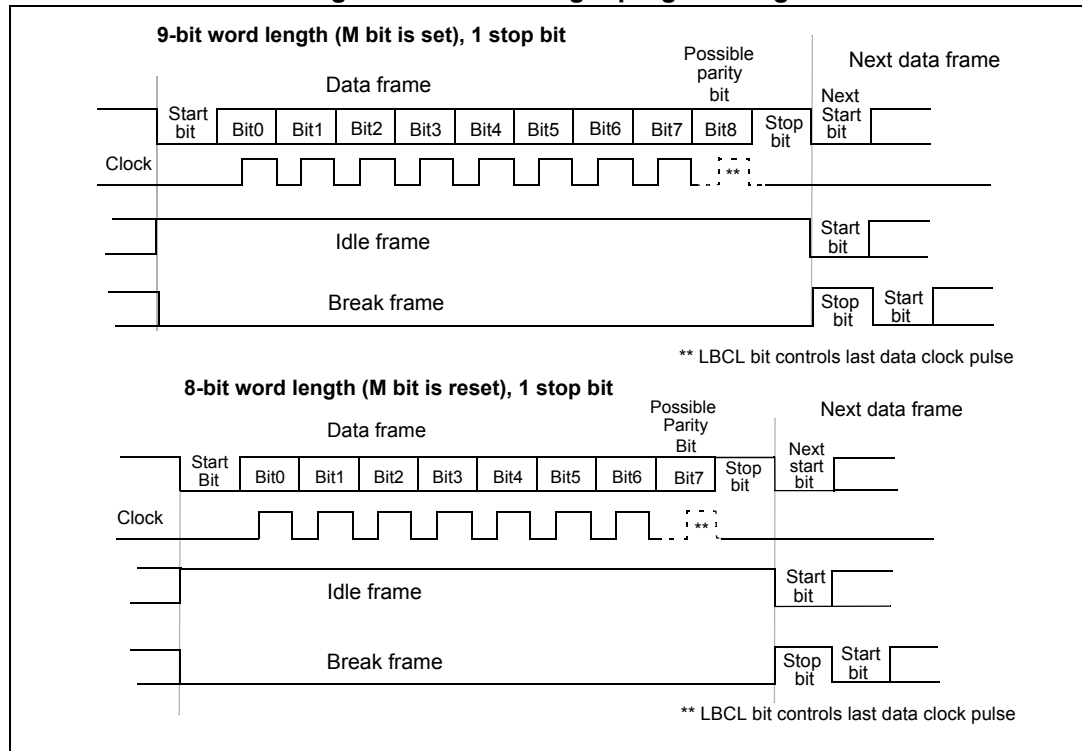 9-bit word length (M bit is set), 1 stop bit
Possible
parity
bit
Next data frame
Data frame
Start
bit
Bit0 Bit1 Bit2 Bit3 Bit4 Bit5 Bit6 Bit7 Bit8
Stop
bit
Next
Start
bit
Clock
**
Idle frame
Start
bit
Break frame
Stop
bit
Start
bit
** LBCL bit controls last data clock pulse
8-bit word length (M bit is reset), 1 stop bit
Possible
Parity
Bit
Next data frame
Data frame
Start
Bit
Bit0 Bit1 Bit2 Bit3 Bit4 Bit5 Bit6 Bit7
Stop
bit
Next
start
bit
Clock
**
Idle frame
Start
bit
Break frame
Stop
bit
Start
bit
** LBCL bit controls last data clock pulse